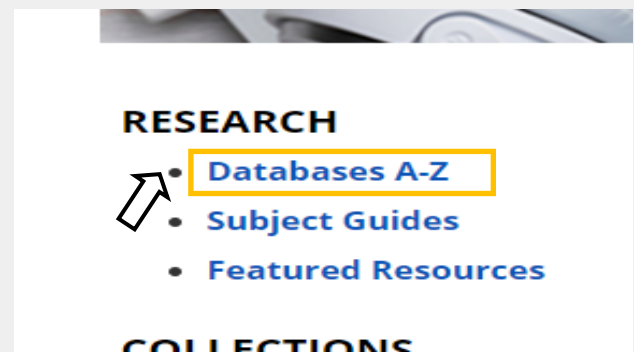 RESEARCH
Databases A-Z
Subject Guides
Featured Resources
COLLECTIONS